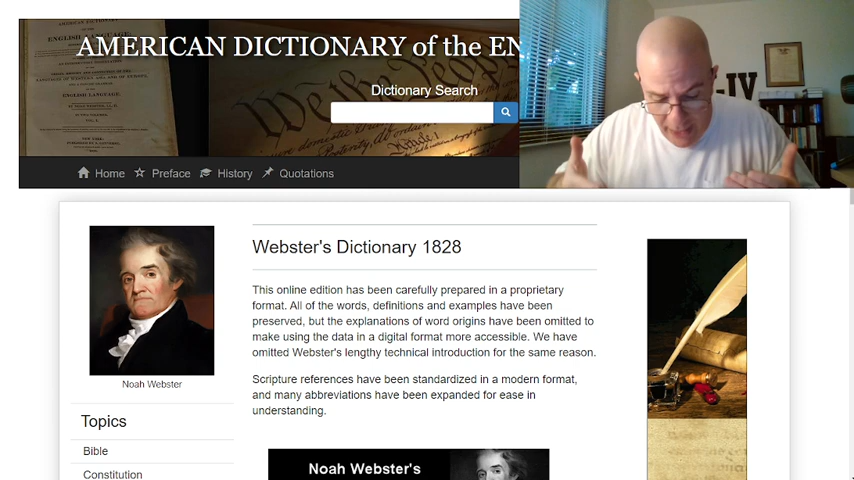 AMERICAN DICTIONARY of the EN
Dictionary Search
Home Preface History Quotations
-IV
Webster's Dictionary 1828
This online edition has been carefully prepared in a proprietary
format. All of the words, definitions and examples have been
preserved, but the explanations of word origins have been omitted to
make using the data in a digital format more accessible. We have
omitted Webster's lengthy technical introduction for the same reason.
Scripture references have been standardized in a modern format,
and many abbreviations have been expanded for ease in
understanding.
Noah Webster
Topics
Bible
Constitution
Noah Webster's